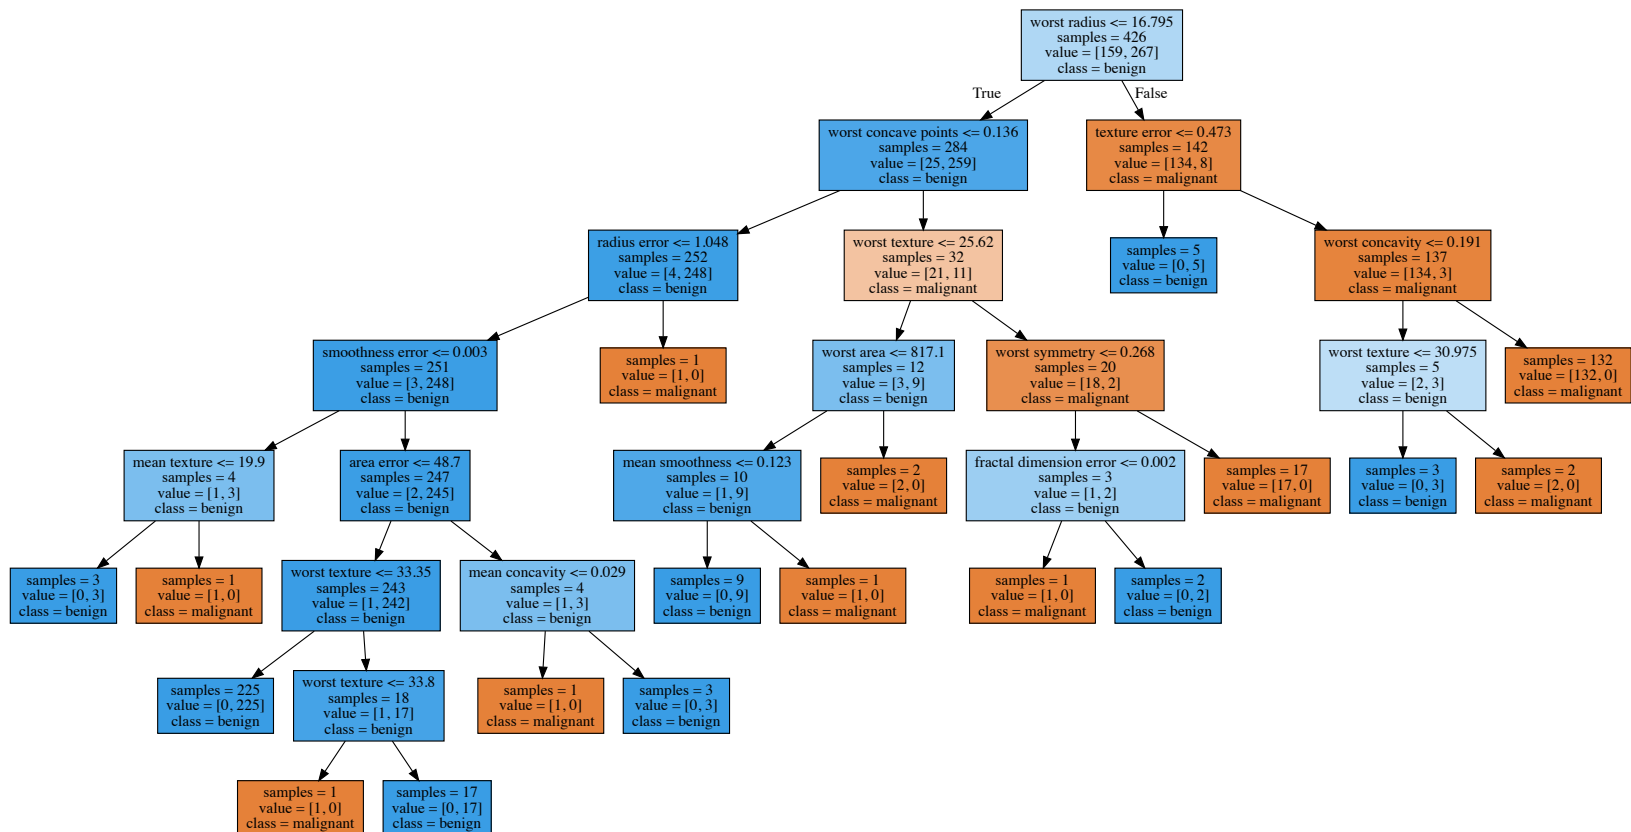 worst radius <= 16.795
samples = 426
value = [159, 267]
class = benign
True
False
worst concave points <= 0.136
samples = 284
value = [25, 259]
class = benign
texture error <= 0.473
samples = 142
value = [134, 8]
class = malignant
radius error <= 1.048
samples = 252
value = [4, 248]
class = benign
worst texture <= 25.62
samples = 32
value = [21, 11]
class = malignant
samples = 5
value = [0, 5]
class = benign
worst concavity <= 0.191
samples = 137
value = [134, 3]
class = malignant
smoothness error <= 0.003
samples = 251
value = [3, 248]
class = benign
samples = 1
value = [1, 0]
class = malignant
worst area <= 817.1
samples = 12
value = [3, 9]
class = benign
worst symmetry <= 0.268
samples = 20
value = [18, 2]
class = malignant
worst texture <= 30.975
samples = 5
value = [2, 3]
class = benign
samples = 132
value = [132, 0]
class = malignant
mean texture <= 19.9
samples = 4
value = [1, 3]
class = benign
area error <= 48.7
samples = 247
value = [2, 245]
class = benign
mean smoothness <= 0.123
samples = 10
value = [1, 9]
class = benign
samples = 2
value = [2, 0]
class = malignant
fractal dimension error <= 0.002
samples = 3
value = [1, 2]
class = benign
samples = 17
value = [17, 0]
class = malignant
samples = 3
value = [0, 3]
class = benign
samples = 2
value = [2, 0]
class = malignant
samples = 3
value = [0, 3]
class = benign
samples = 1
value = [1, 0]
class = malignant
worst texture <= 33.35
samples = 243
value = [1, 242]
class = benign
mean concavity <= 0.029
samples = 4
value = [1, 3]
class = benign
samples = 9
value = [0, 9]
class = benign
samples = 1
value = [1, 0]
class = malignant
samples = 1
value = [1, 0]
class = malignant
samples = 2
value = [0, 2]
class = benign
samples = 225
value = [0, 225]
class = benign
worst texture <= 33.8
samples = 18
value = [1, 17]
class = benign
samples = 1
value = [1, 0]
class = malignant
samples = 3
value = [0, 3]
class = benign
samples = 1
value = [1, 0]
class = malignant
samples = 17
value = [0, 17]
class = benign